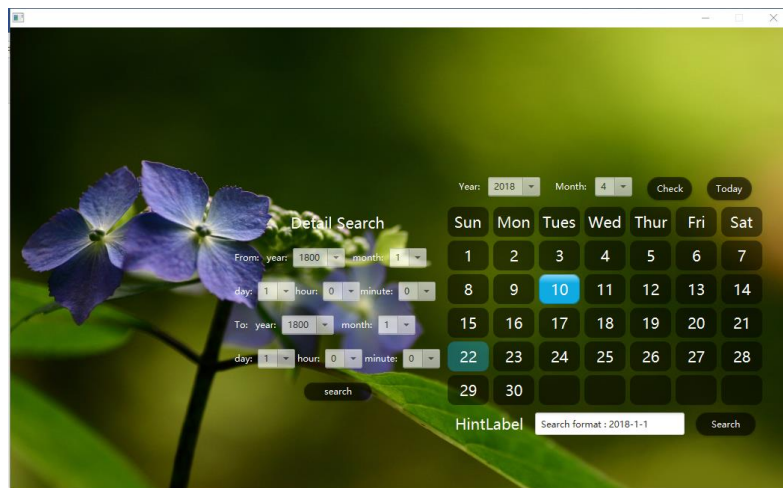 Year: 2018 Month: 4 Check Today
Detail Search
From: year: 1800 month: 1
day: 1 hour: 0 minute: 0
To: year: 1800 month: 1
day: 1 hour: 0 minute: 0
search
Sun Mon Tues Wed Thur Fri Sat
1 2 3 4 5 6 7
8 9 10 11 12 13 14
15 16 17 18 19 20 21
22 23 24 25 26 27 28
29 30
HintLabel Search format : 2018-1-1 Search